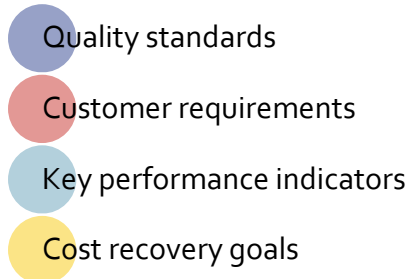 Quality standards
Customer requirements
Key performance indicators
Cost recovery goals